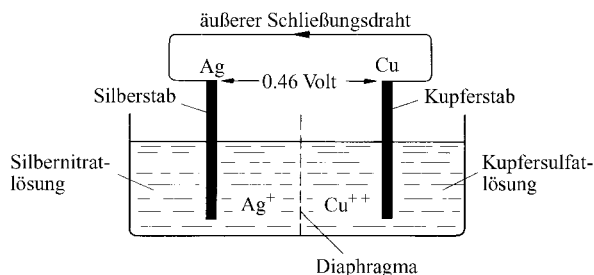 äußerer Schließungsdraht
Ag
Cu
0.46 Volt
Silberstab
Kupferstab
Silbernitrat-
lösung
Kupfersulfat-
lösung
Ag⁺
Cu⁺⁺
Diaphragma